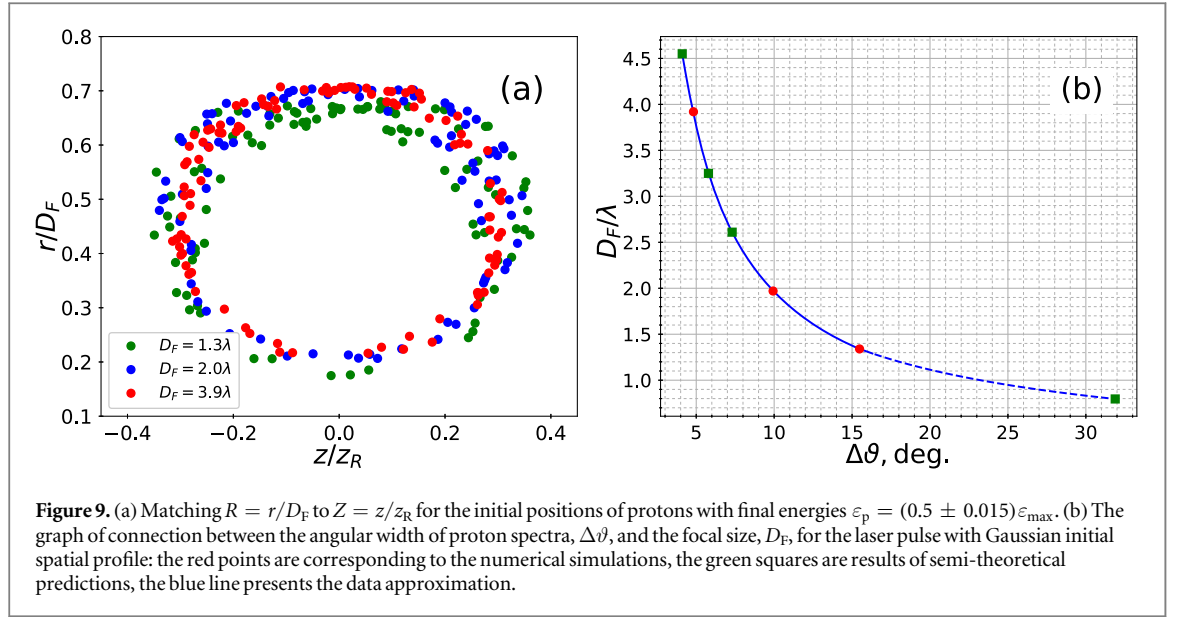 0.8
0.7
0.6
0.5
0.4
0.3
0.2
0.1
r/D_F
(a)
D_F = 1.3λ
D_F = 2.0λ
D_F = 3.9λ
−0.4 −0.2 0.0 0.2 0.4
z/z_R
4.5
4.0
3.5
3.0
2.5
2.0
1.5
1.0
D_F/λ
(b)
5 10 15 20 25 30
Δϑ, deg.
Figure 9. (a) Matching R = r/D_F to Z = z/z_R for the initial positions of protons with final energies ε_p = (0.5 ± 0.015)ε_max. (b) The
graph of connection between the angular width of proton spectra, Δϑ, and the focal size, D_F, for the laser pulse with Gaussian initial
spatial profile: the red points are corresponding to the numerical simulations, the green squares are results of semi-theoretical
predictions, the blue line presents the data approximation.